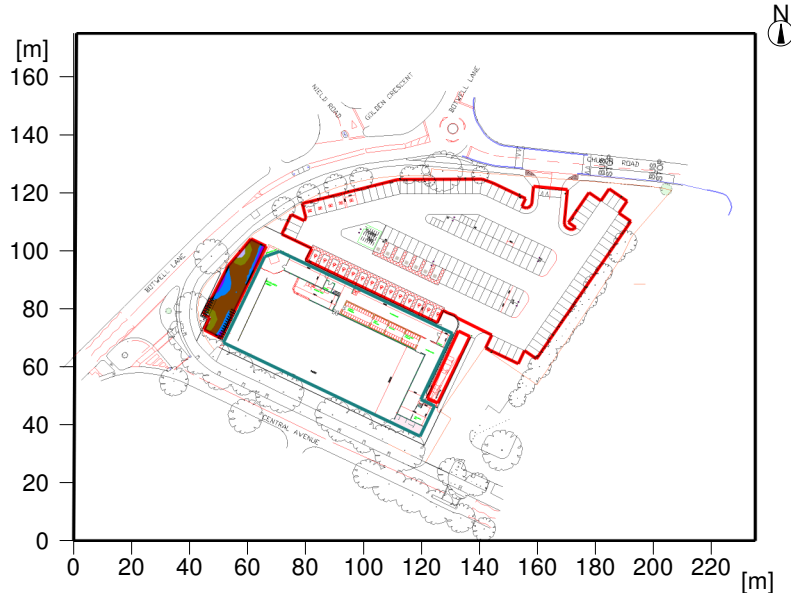 N
[m]
160
140
120
100
80
60
40
20
0
NIELD ROAD
GOLDEN CRESCENT
BOTWELL LANE
CHURCH ROAD
BOTWELL LANE
CENTRAL AVENUE
0 20 40 60 80 100 120 140 160 180 200 220
[m]